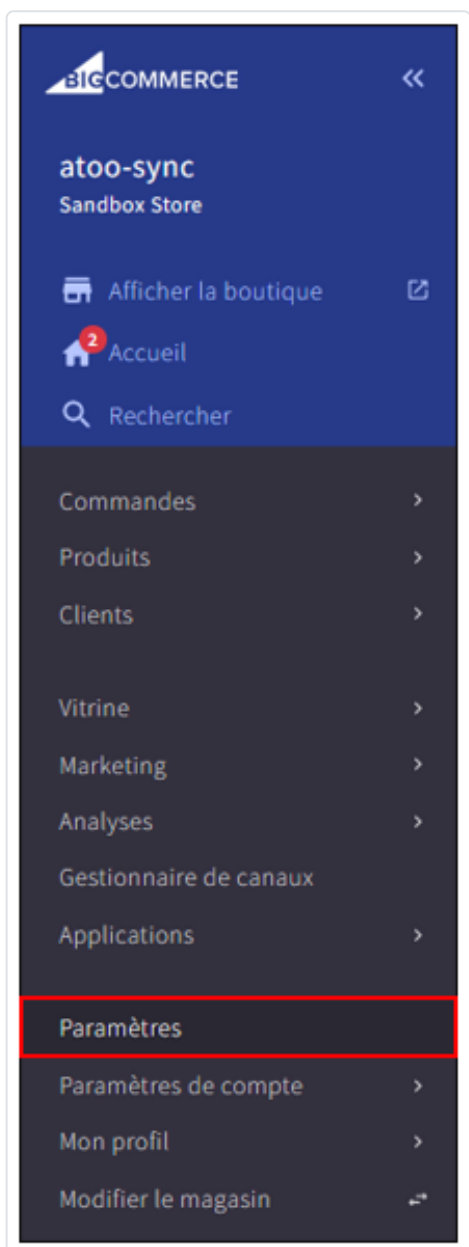 BIGCOMMERCE
atoo-sync
Sandbox Store
Afficher la boutique
2
Accueil
Rechercher
Commandes
Produits
Clients
Vitrine
Marketing
Analyses
Gestionnaire de canaux
Applications
Paramètres
Paramètres de compte
Mon profil
Modifier le magasin